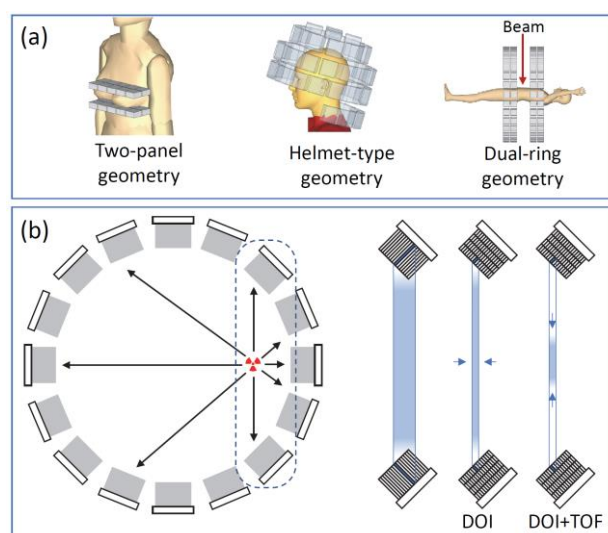 (a)
Beam
Two-panel
geometry
Helmet-type
geometry
Dual-ring
geometry
(b)
DOI
DOI+TOF